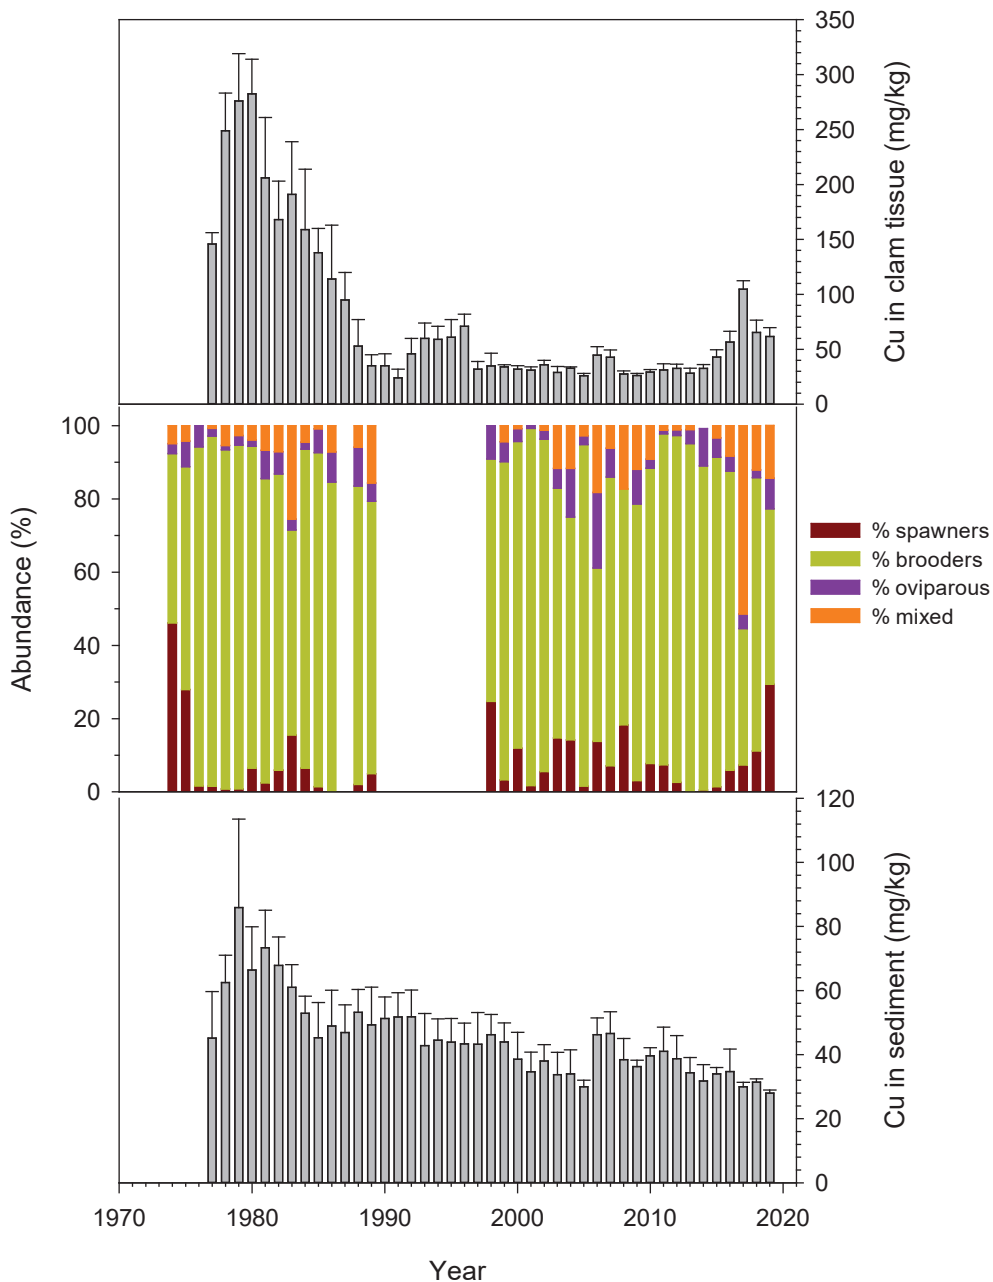 350
300
250
200
150
100
50
0
Cu in clam tissue (mg/kg)
100
80
60
40
20
0
Abundance (%)
% spawners
% brooders
% oviparous
% mixed
120
100
80
60
40
20
0
Cu in sediment (mg/kg)
1970 1980 1990 2000 2010 2020
Year